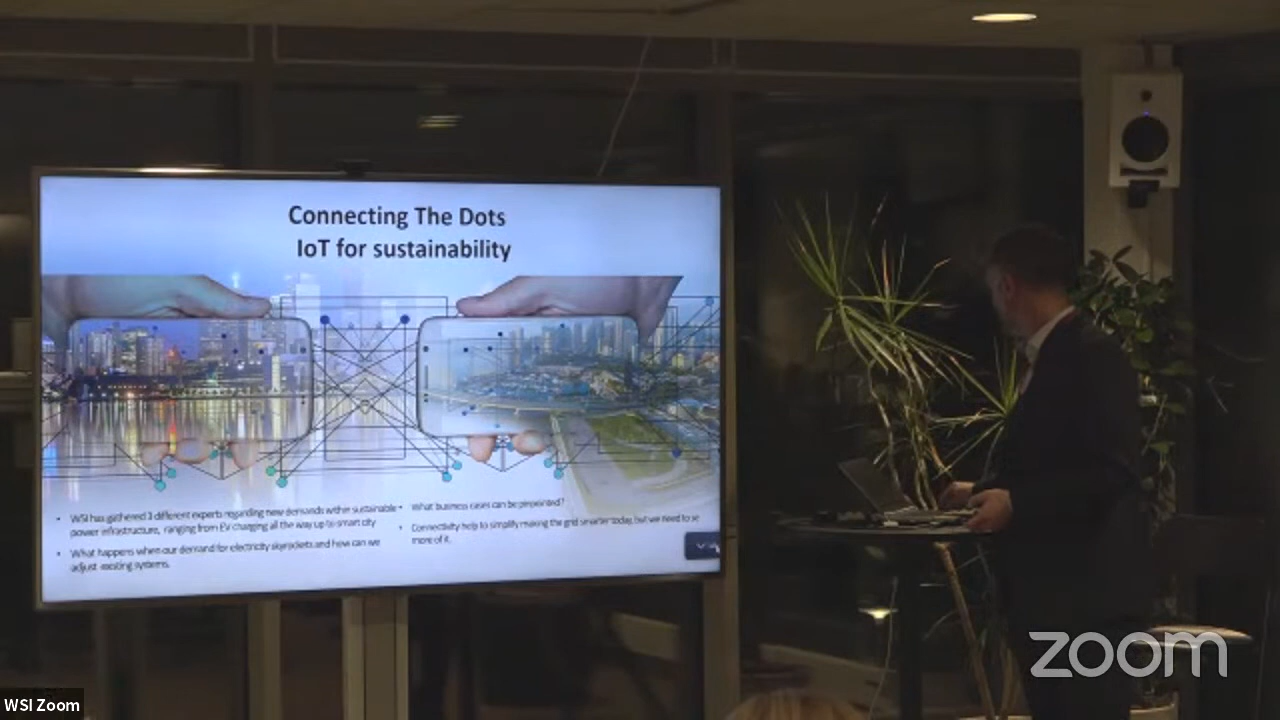 Connecting The Dots
IoT for sustainability
• WSI has gathered 3 different experts regarding new demands within sustainable
power infrastructure, ranging from EV charging all the way up to smart city
• What happens when our demand for electricity skyrockets and how can we
adjust existing systems.
• What business cases can be pinpointed?
• Connectivity help to simplify making the grid smarter today, but we need to se
more of it.
zoom
WSI Zoom